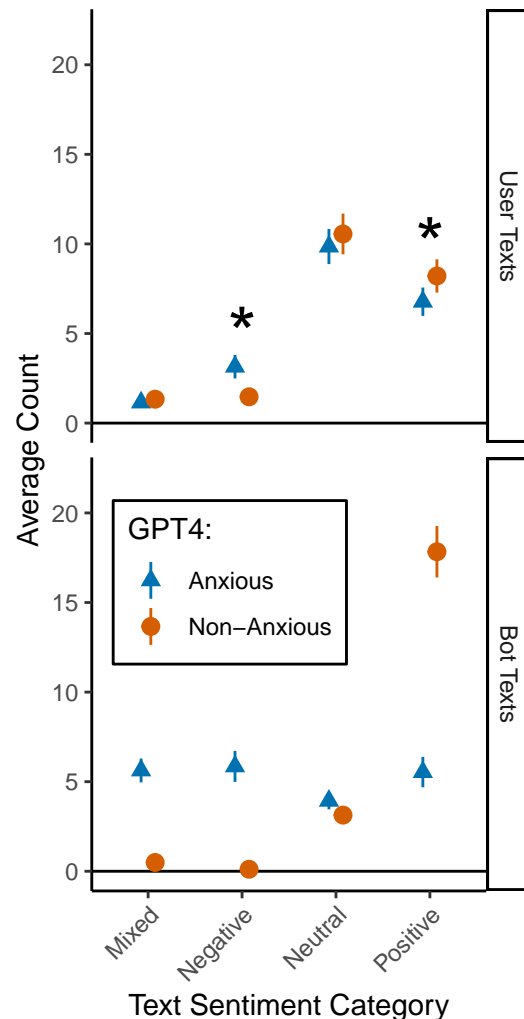 Average Count
20
15
10
5
0
*
*
User Texts
20
15
10
5
0
GPT4:
Anxious
Non−Anxious
Bot Texts
Mixed
Negative
Neutral
Positive
Text Sentiment Category